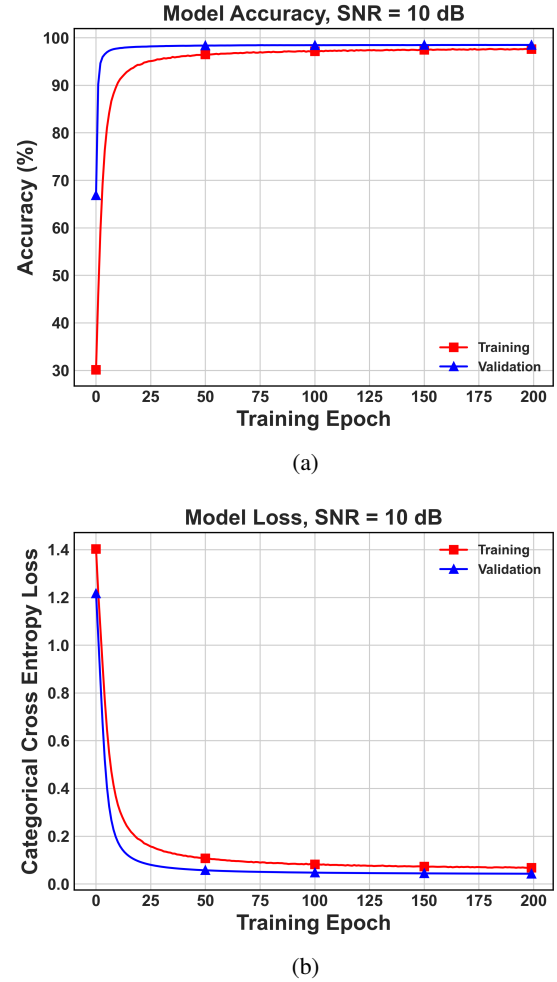 Model Accuracy, SNR = 10 dB
100
90
80
70
60
50
40
30
Accuracy (%)
Training
Validation
0 25 50 75 100 125 150 175 200
Training Epoch
(a)
Model Loss, SNR = 10 dB
1.4
1.2
1.0
0.8
0.6
0.4
0.2
0.0
Categorical Cross Entropy Loss
Training
Validation
0 25 50 75 100 125 150 175 200
Training Epoch
(b)